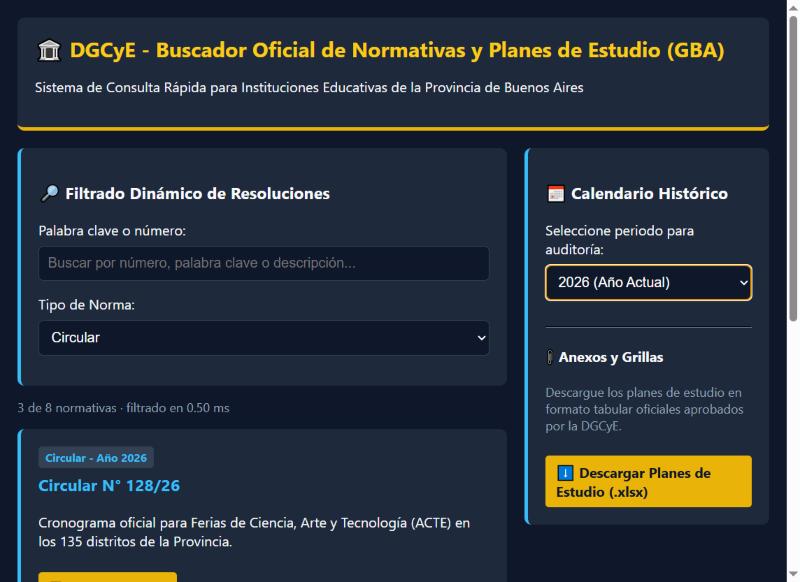 DGCyE - Buscador Oficial de Normativas y Planes de Estudio (GBA)
Sistema de Consulta Rápida para Instituciones Educativas de la Provincia de Buenos Aires
Filtrado Dinámico de Resoluciones
Palabra clave o número:
Buscar por número, palabra clave o descripción...
Tipo de Norma:
Circular
3 de 8 normativas · filtrado en 0.50 ms
Circular - Año 2026
Circular N° 128/26
Cronograma oficial para Ferias de Ciencia, Arte y Tecnología (ACTE) en
los 135 distritos de la Provincia.
Calendario Histórico
Seleccione periodo para
auditoría:
2026 (Año Actual)
Anexos y Grillas
Descargue los planes de estudio en
formato tabular oficiales aprobados
por la DGCyE.
Descargar Planes de
Estudio (.xlsx)